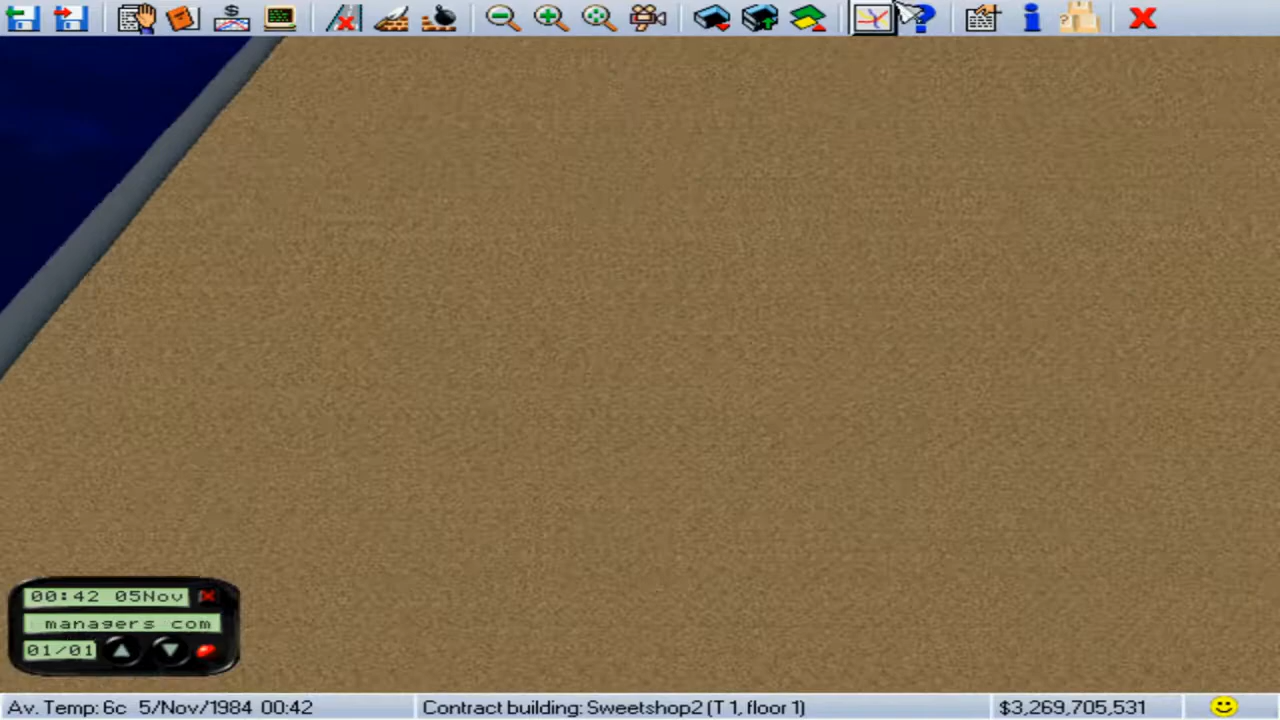 00:42 05Nov
managers com
01/01
Av. Temp: 6c 5/Nov/1984 00:42
Contract building: Sweetshop2 (T 1, floor 1)
$3,269,705,531